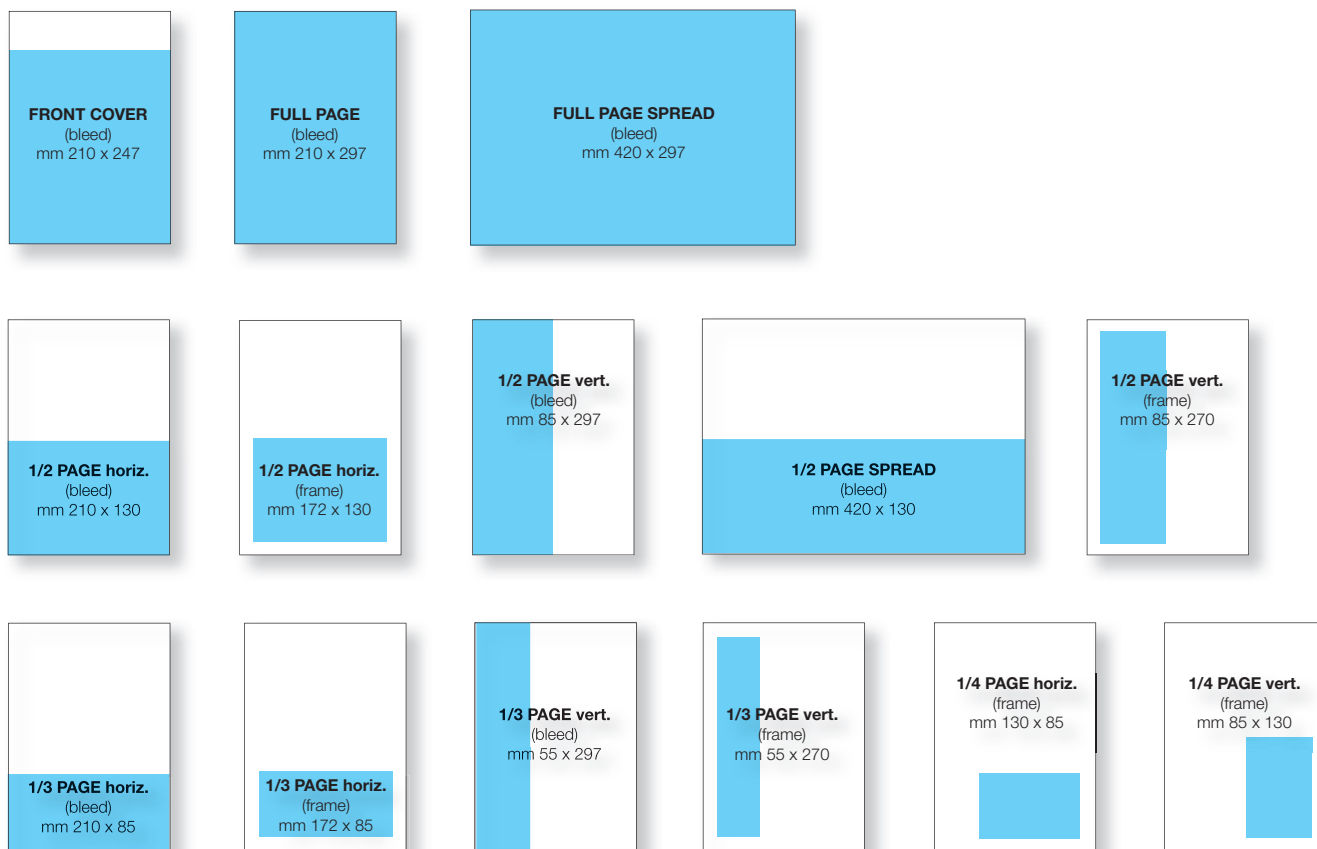 FRONT COVER
(bleed)
mm 210 x 247
FULL PAGE
(bleed)
mm 210 x 297
FULL PAGE SPREAD
(bleed)
mm 420 x 297
1/2 PAGE horiz.
(bleed)
mm 210 x 130
1/2 PAGE horiz.
(frame)
mm 172 x 130
1/2 PAGE vert.
(bleed)
mm 85 x 297
1/2 PAGE SPREAD
(bleed)
mm 420 x 130
1/2 PAGE vert.
(frame)
mm 85 x 270
1/3 PAGE horiz.
(bleed)
mm 210 x 85
1/3 PAGE horiz.
(frame)
mm 172 x 85
1/3 PAGE vert.
(bleed)
mm 55 x 297
1/3 PAGE vert.
(frame)
mm 55 x 270
1/4 PAGE horiz.
(frame)
mm 130 x 85
1/4 PAGE vert.
(frame)
mm 85 x 130